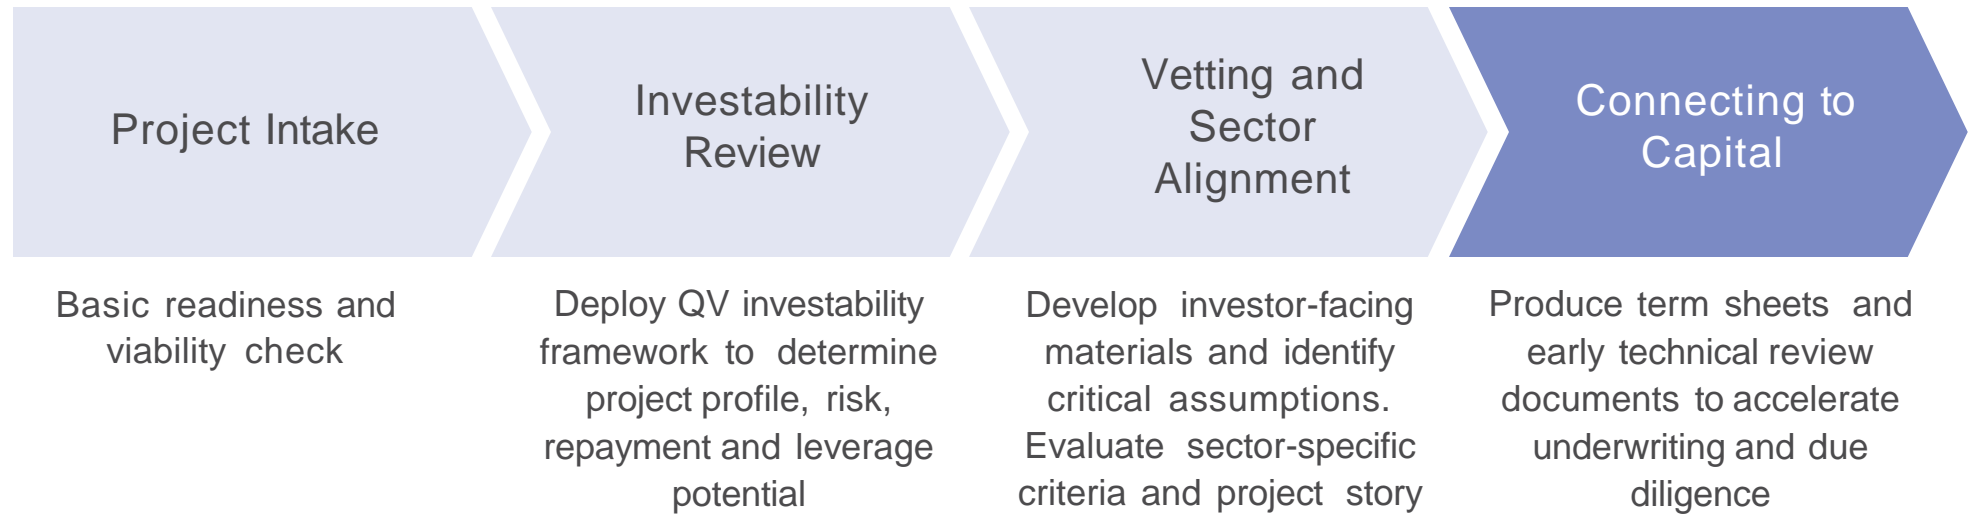 Project Intake
Investability
Review
Vetting and
Sector
Alignment
Connecting to
Capital
Basic readiness and
viability check
Deploy QV investability
framework to determine
project profile, risk,
repayment and leverage
potential
Develop investor-facing
materials and identify
critical assumptions.
Evaluate sector-specific
criteria and project story
Produce term sheets and
early technical review
documents to accelerate
underwriting and due
diligence